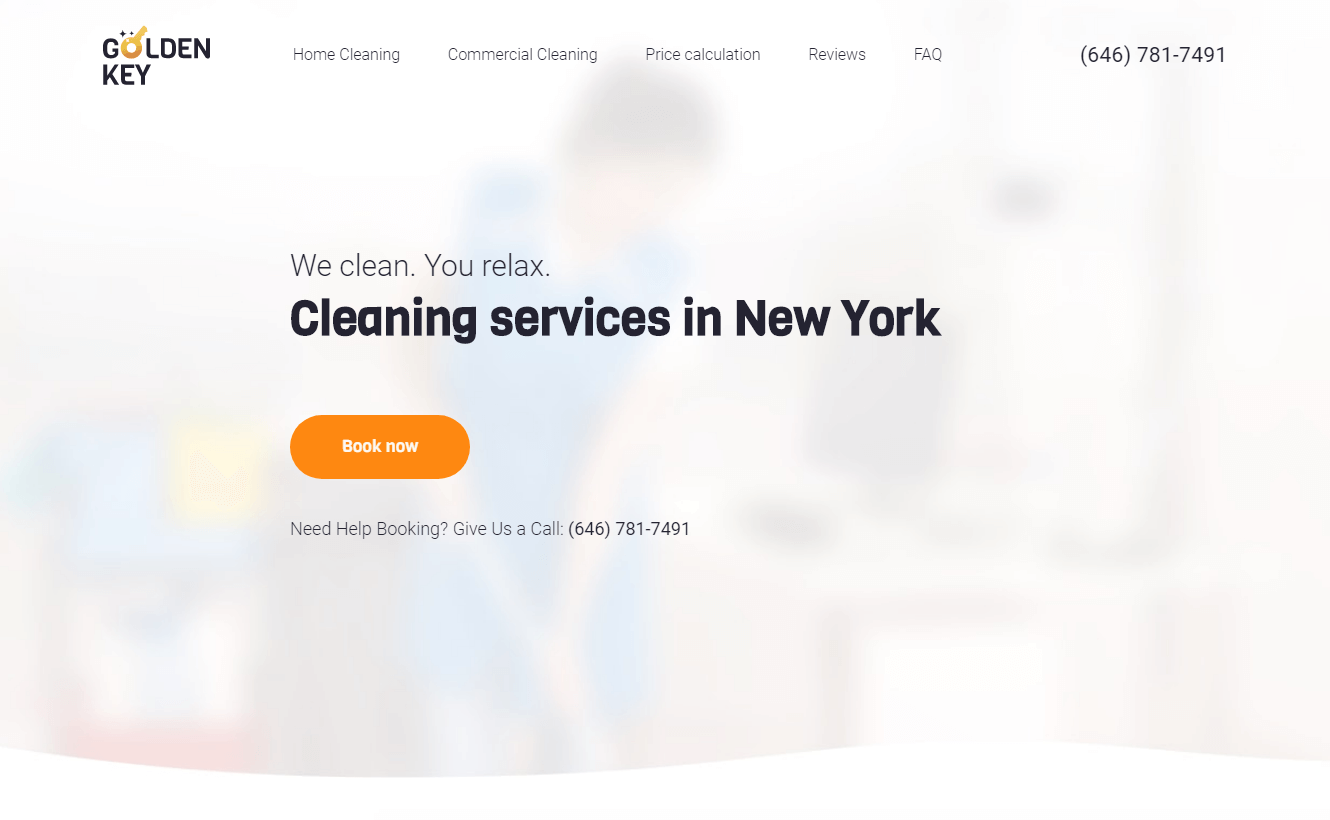 GOLDEN
KEY
Home Cleaning
Commercial Cleaning
Price calculation
Reviews
FAQ
(646) 781-7491
We clean. You relax.
Cleaning services in New York
Book now
Need Help Booking? Give Us a Call: (646) 781-7491